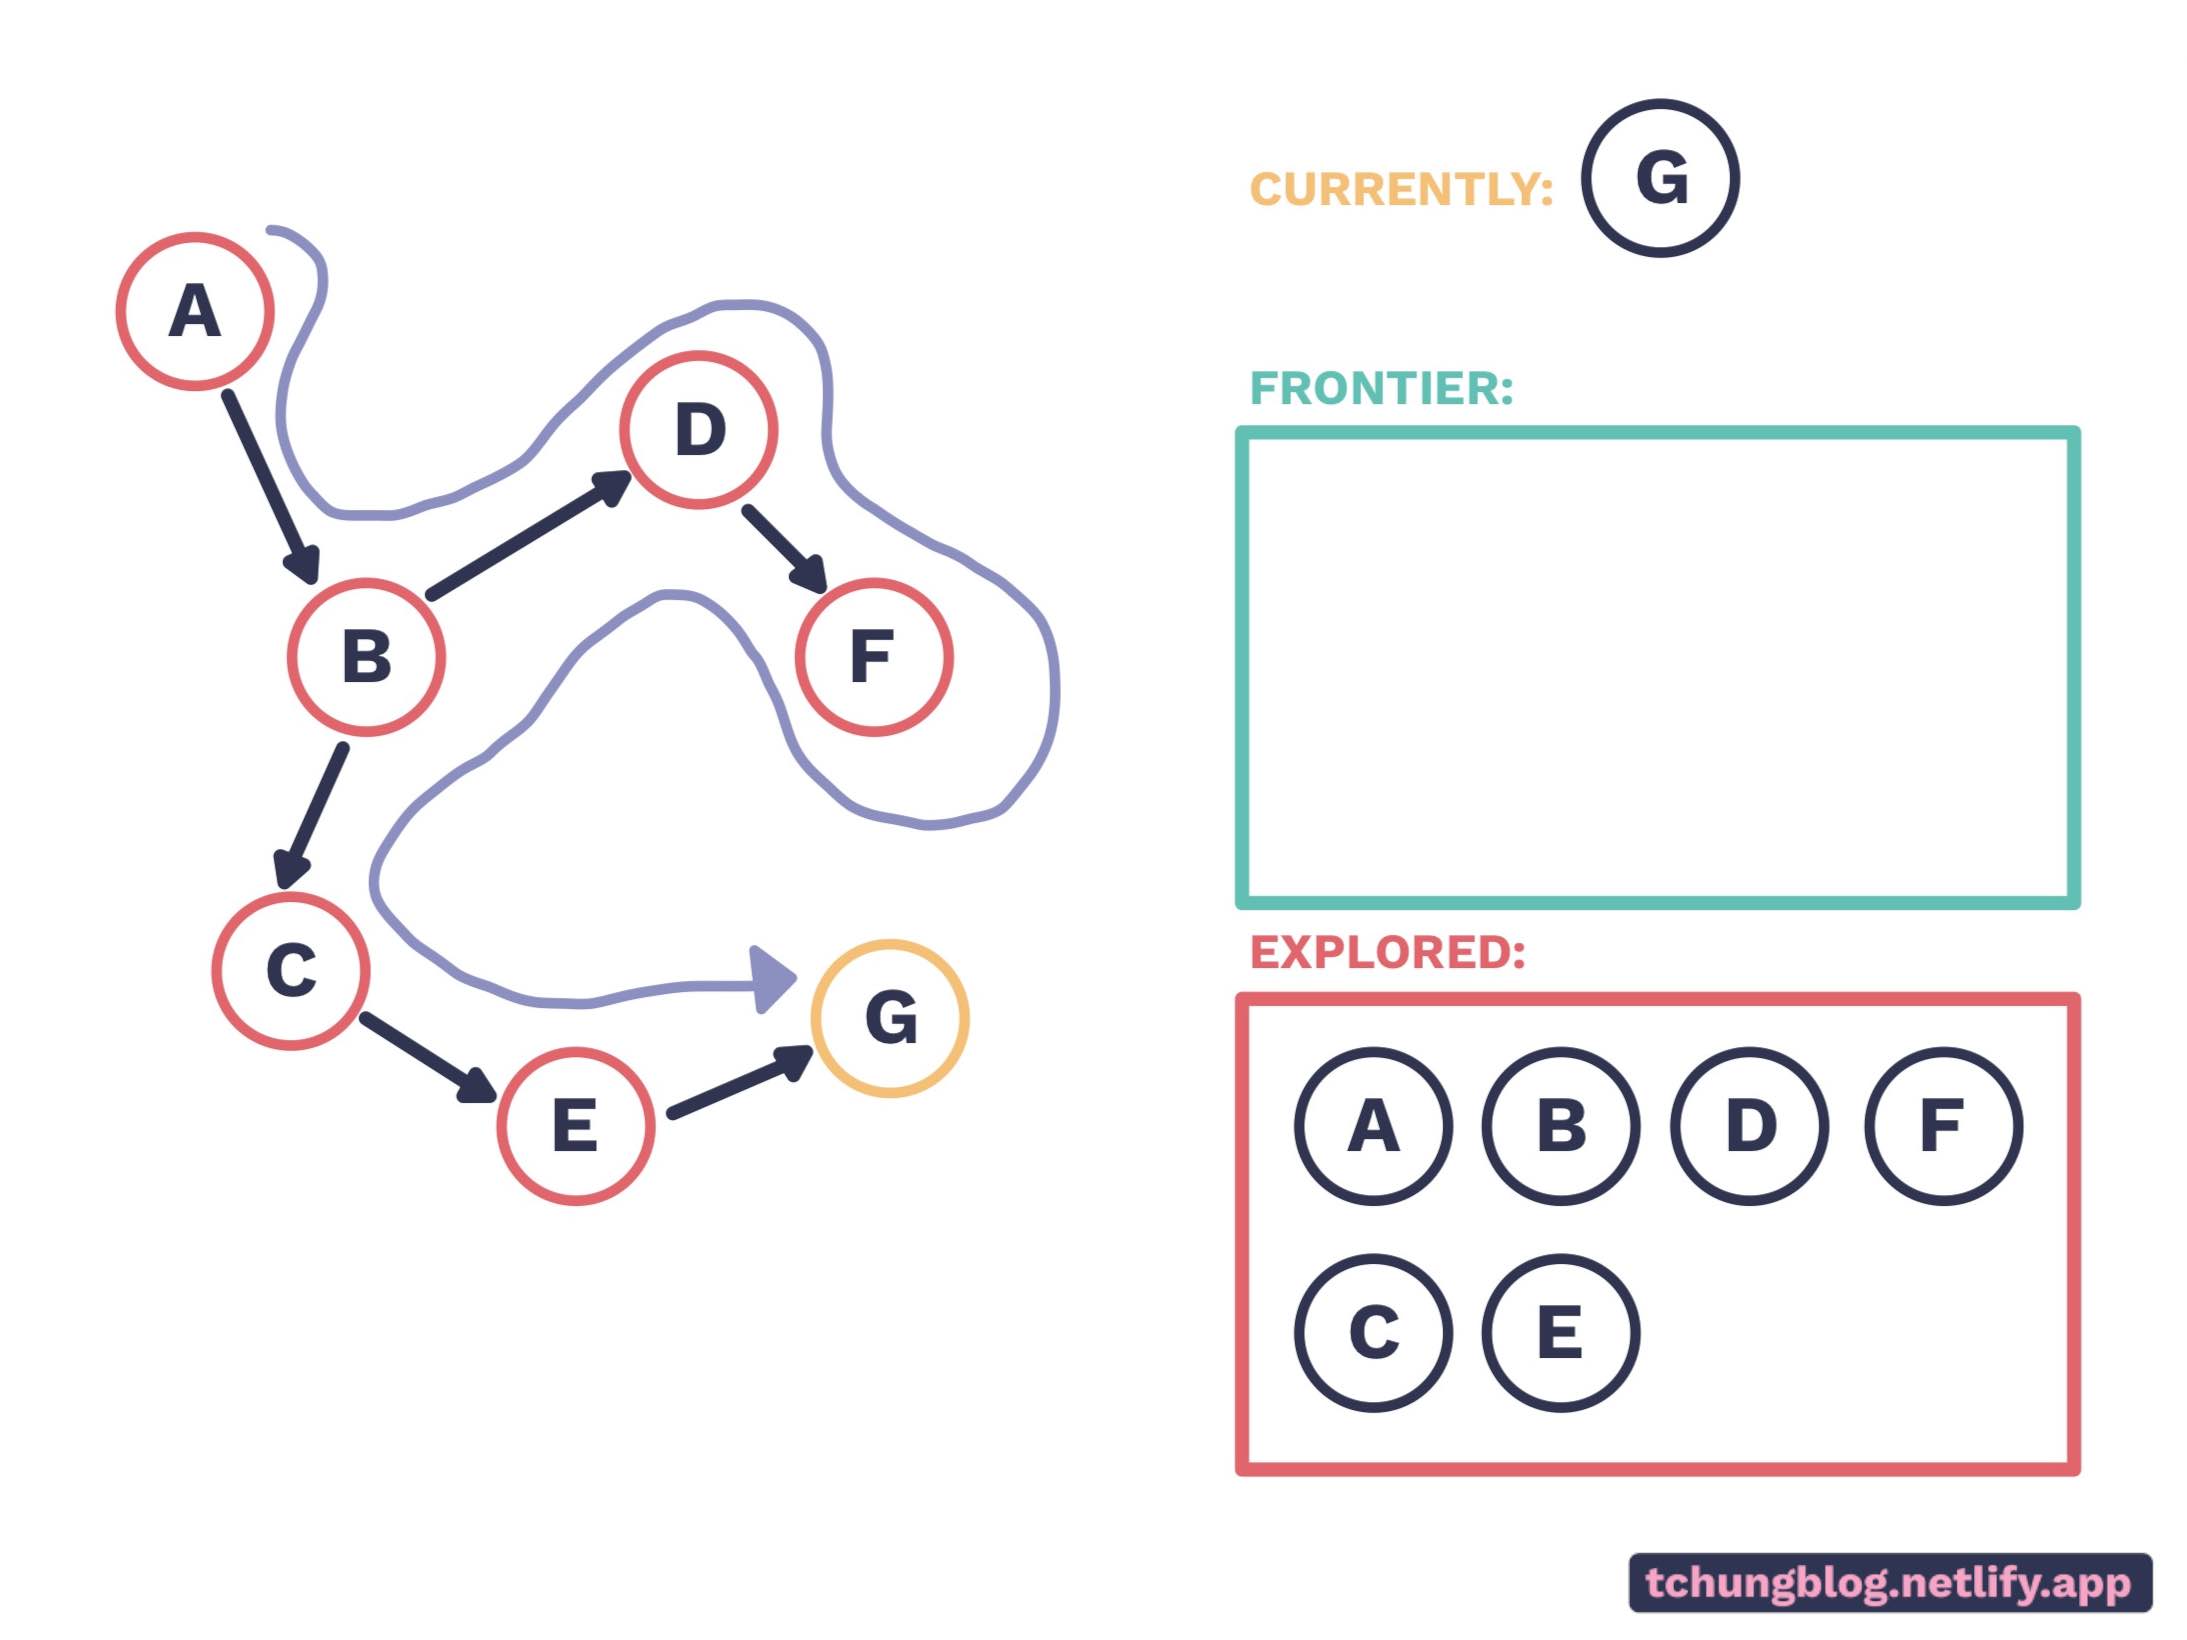 A
B
D
F
C
E
G
CURRENTLY: G
FRONTIER:
EXPLORED:
A B D F
C E
tchungblog.netlify.app